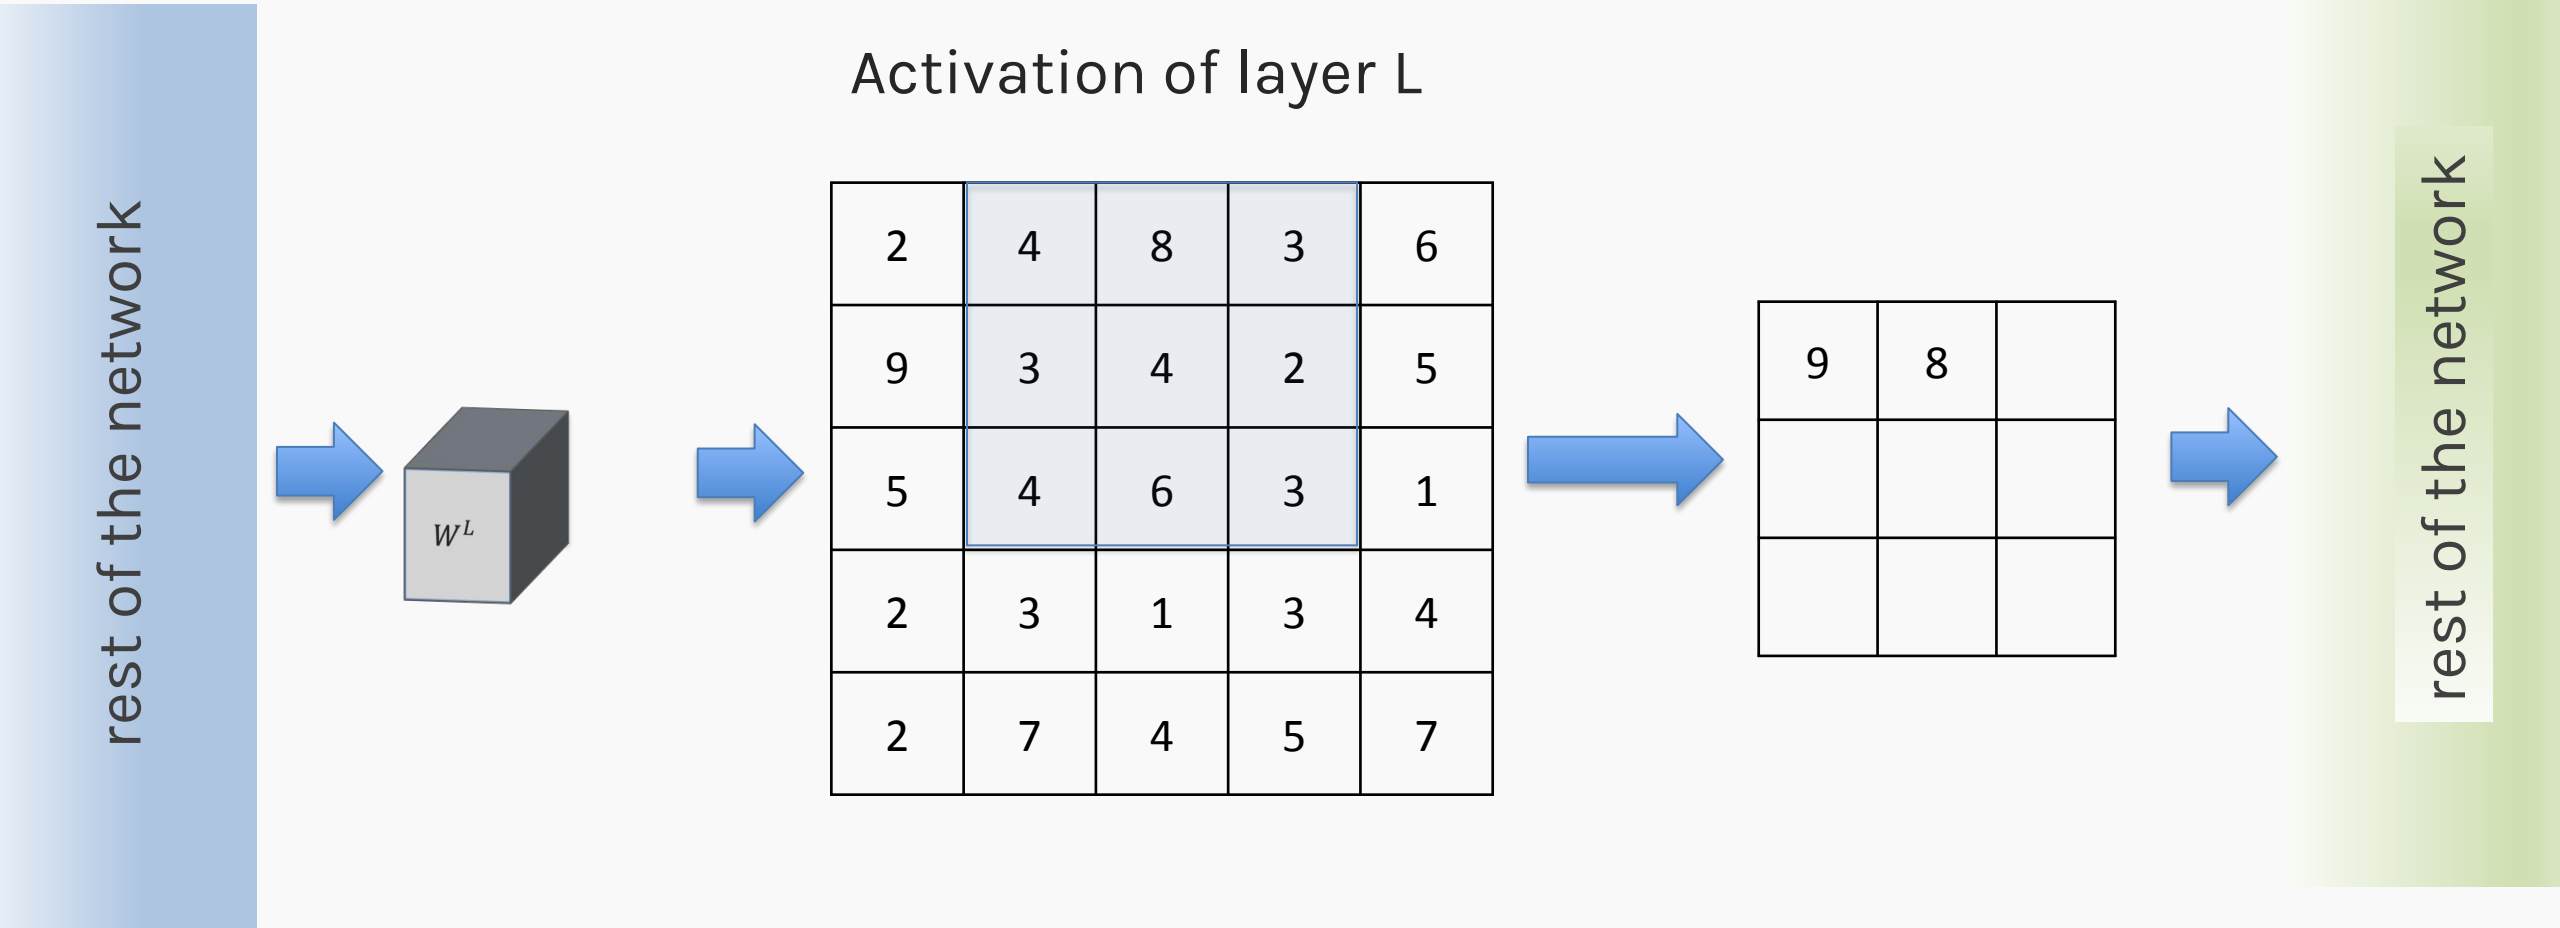 Activation of layer L
rest of the network
W^L
2 4 8 3 6
9 3 4 2 5
5 4 6 3 1
2 3 1 3 4
2 7 4 5 7
9 8
rest of the network